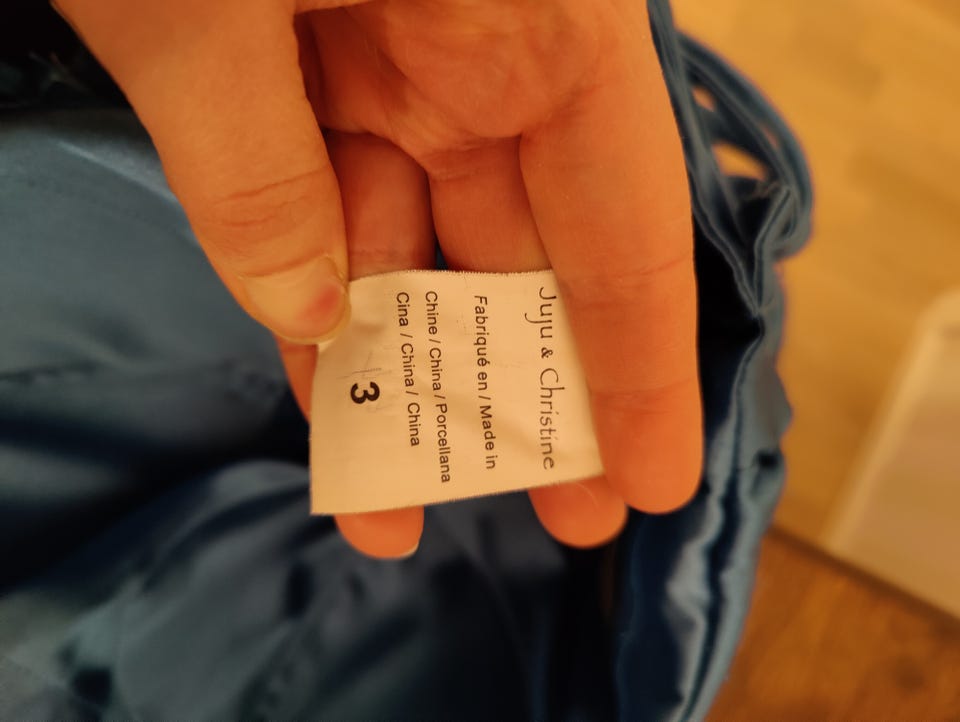 Juju & Christine
Fabriqué en / Made in
Chine / China / Porcellana
Cina / China / China
3